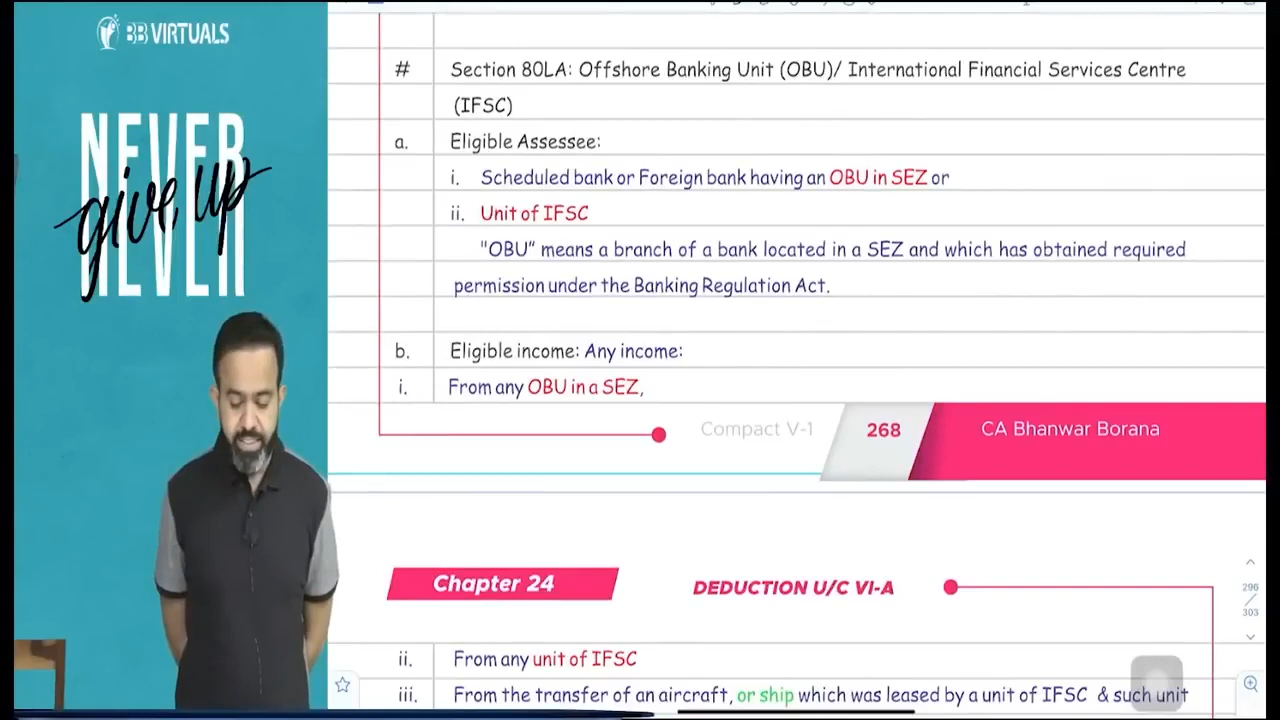 BB VIRTUALS
NEVER
give up
NEVER
# Section 80LA: Offshore Banking Unit (OBU)/ International Financial Services Centre
(IFSC)
a. Eligible Assessee:
i. Scheduled bank or Foreign bank having an OBU in SEZ or
ii. Unit of IFSC
"OBU" means a branch of a bank located in a SEZ and which has obtained required
permission under the Banking Regulation Act.
b. Eligible income: Any income:
i. From any OBU in a SEZ,
Compact V-1 268 CA Bhanwar Borana
Chapter 24 DEDUCTION U/C VI-A
296
303
ii. From any unit of IFSC
iii. From the transfer of an aircraft, or ship which was leased by a unit of IFSC & such unit